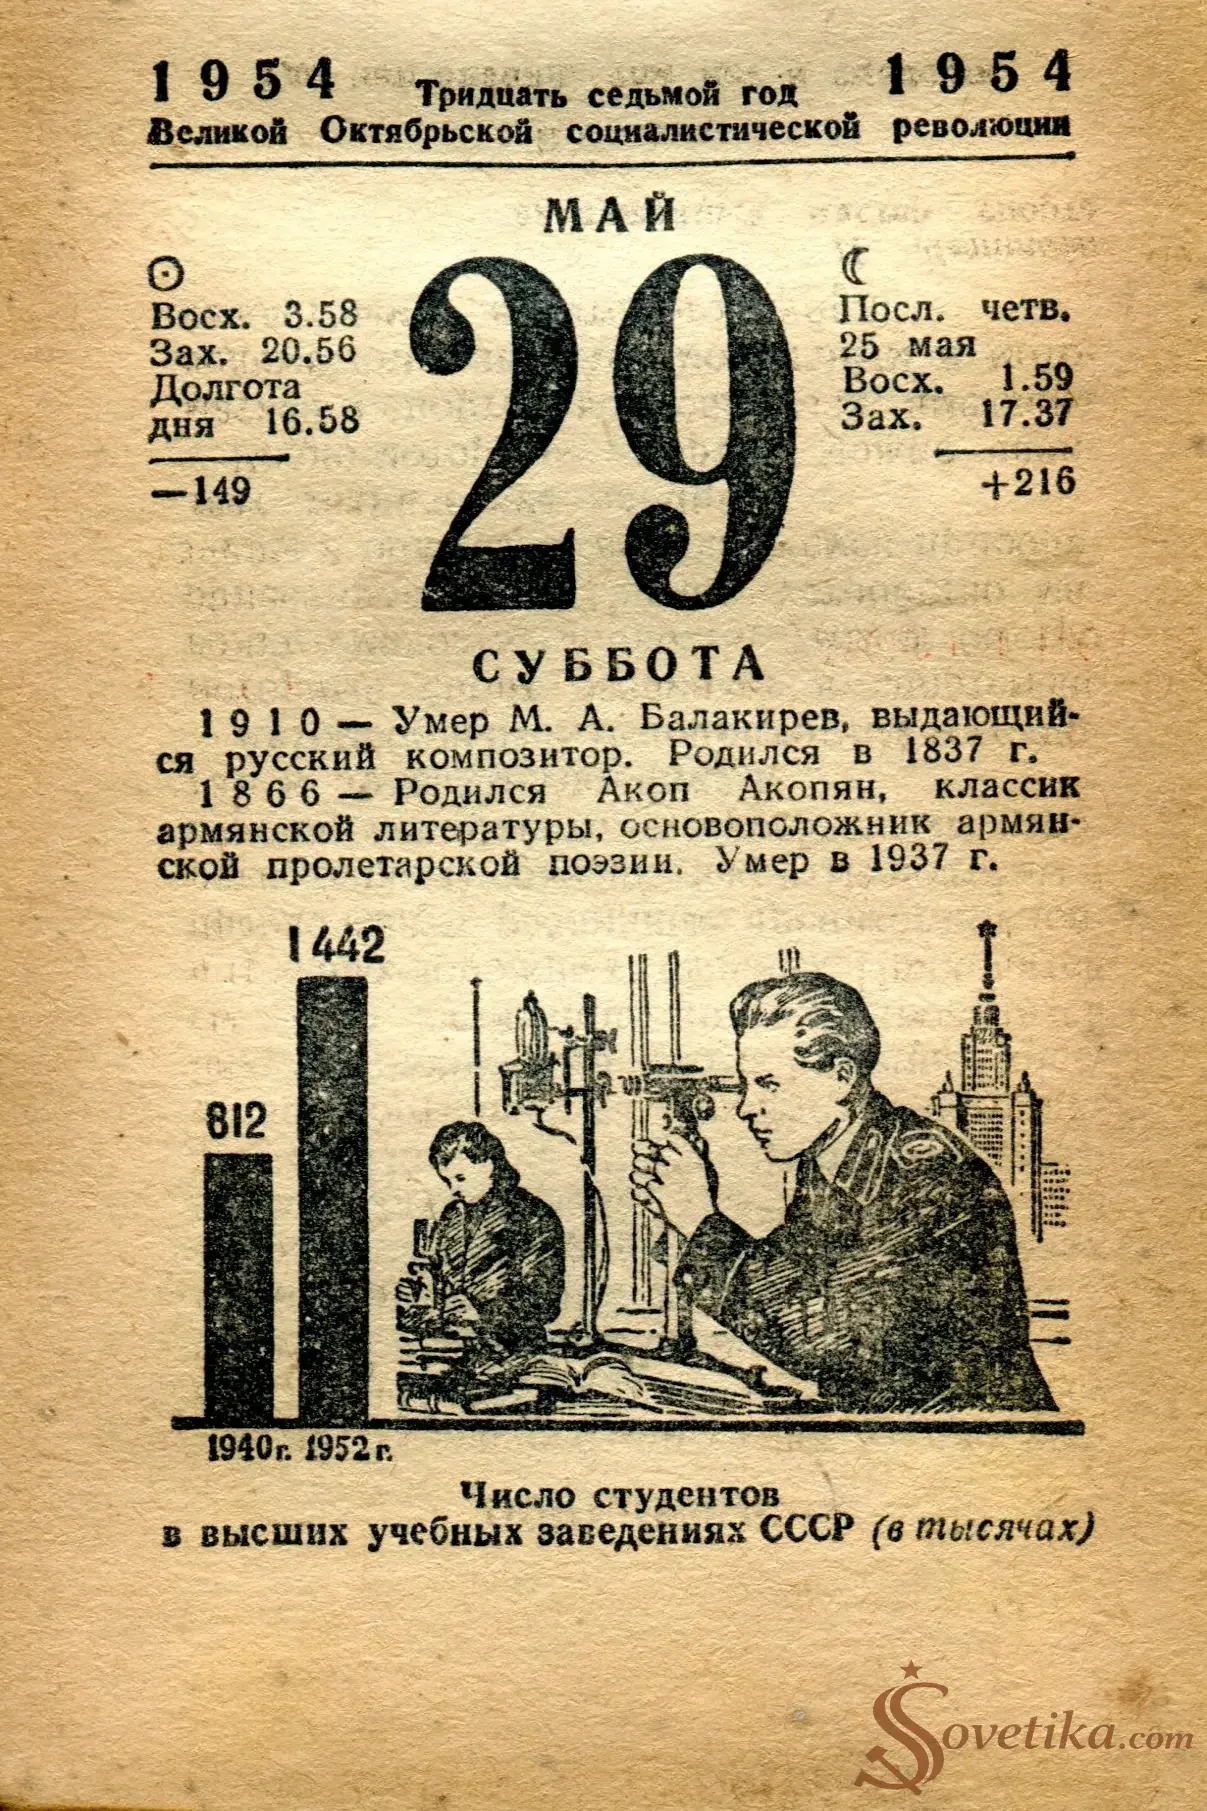 1954 Тридцать седьмой год 1954
Великой Октябрьской социалистической революции
МАЙ
29
Восх. 3.58
Зах. 20.56
Долгота
дня 16.58
—149
Посл. четв.
25 мая
Восх. 1.59
Зах. 17.37
+216
СУББОТА
1910 — Умер М. А. Балакирев, выдающий-
ся русский композитор. Родился в 1837 г.
1866 — Родился Акоп Акопян, классик
армянской литературы, основоположник армян-
ской пролетарской поэзии. Умер в 1937 г.
1442
812
1940г. 1952г.
Число студентов
в высших учебных заведениях СССР (в тысячах)
Sovetika.com